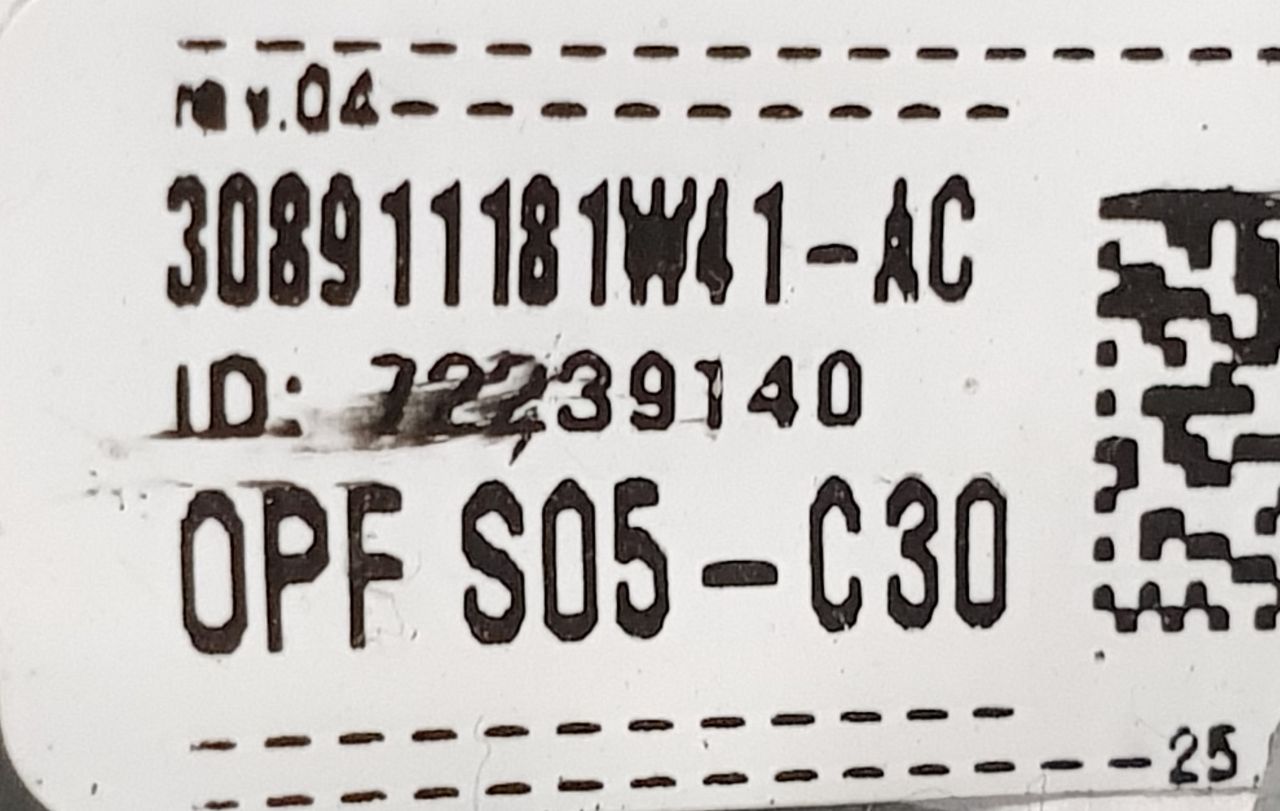 ---------------
rev.04---------
308911181W41-AC
ID: 72239140
OPF S05-C30
-----------
-------------25